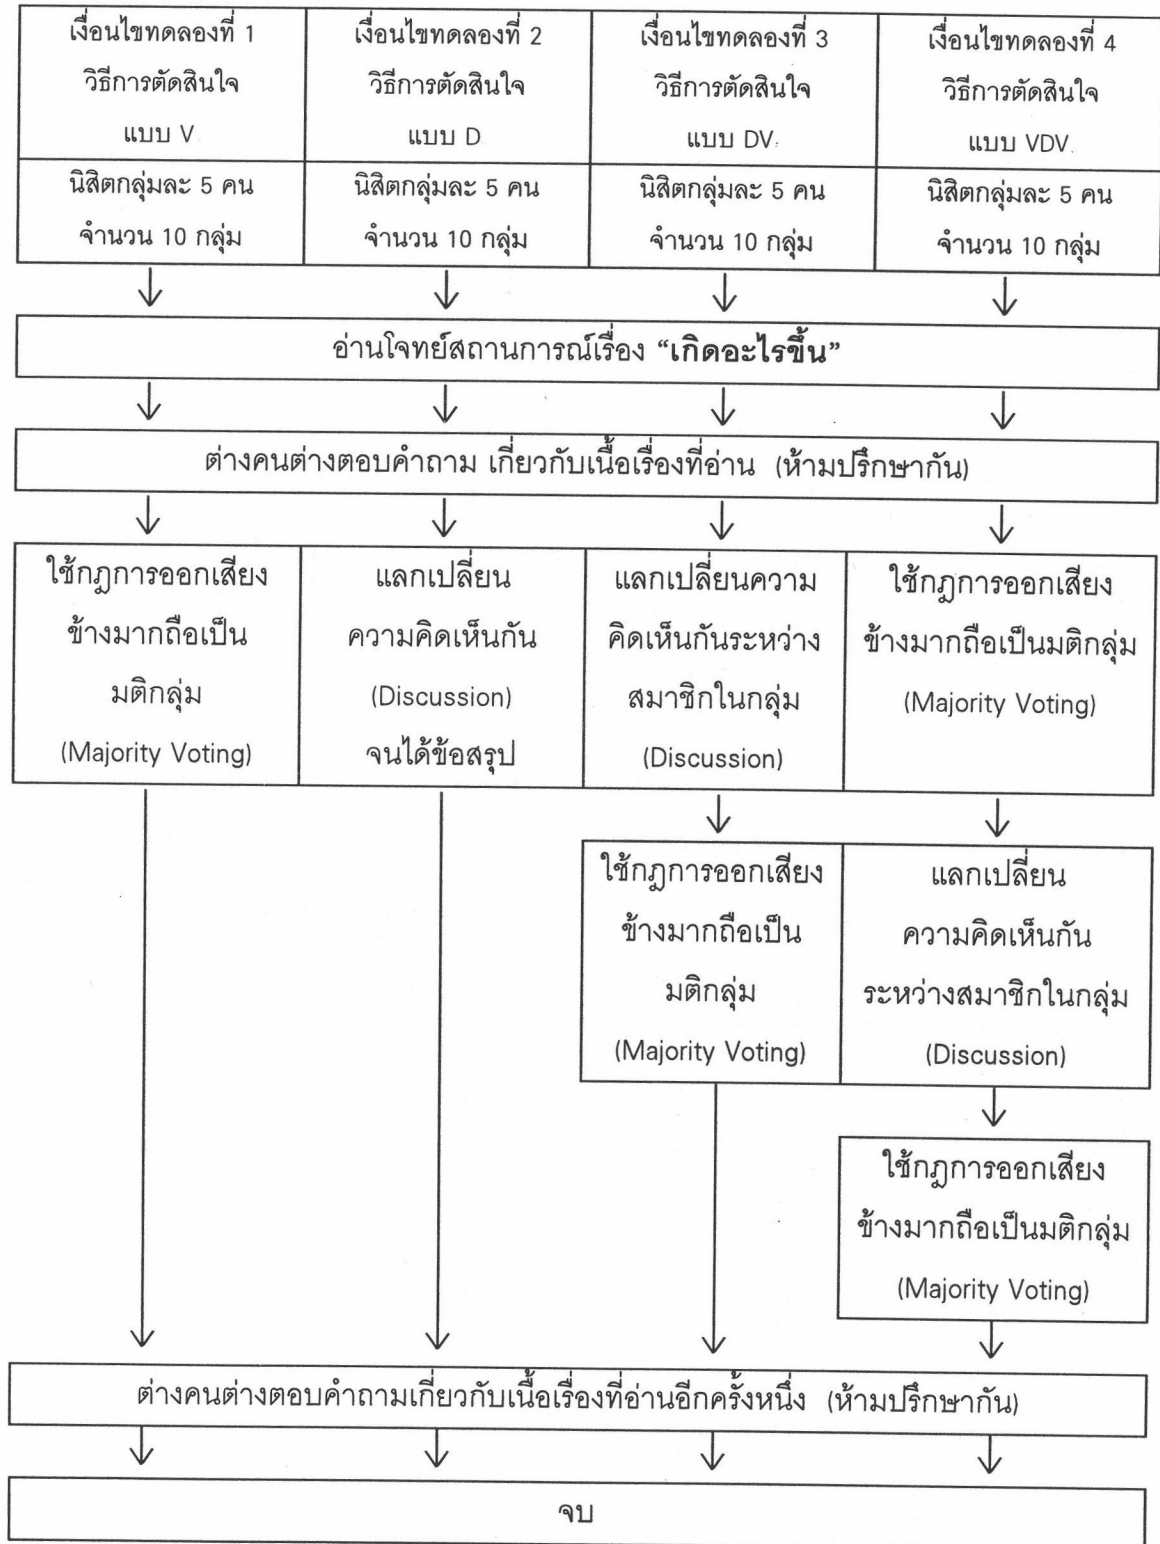 เงื่อนไขทดลองที่ 1
วิธีการตัดสินใจ
แบบ V
เงื่อนไขทดลองที่ 2
วิธีการตัดสินใจ
แบบ D
เงื่อนไขทดลองที่ 3
วิธีการตัดสินใจ
แบบ DV
เงื่อนไขทดลองที่ 4
วิธีการตัดสินใจ
แบบ VDV
นิสิตกลุ่มละ 5 คน
จำนวน 10 กลุ่ม
นิสิตกลุ่มละ 5 คน
จำนวน 10 กลุ่ม
นิสิตกลุ่มละ 5 คน
จำนวน 10 กลุ่ม
นิสิตกลุ่มละ 5 คน
จำนวน 10 กลุ่ม
อ่านโจทย์สถานการณ์เรื่อง “เกิดอะไรขึ้น”
ต่างคนต่างตอบคำถาม เกี่ยวกับเนื้อเรื่องที่อ่าน (ห้ามปรึกษากัน)
ใช้กฎการออกเสียง
ข้างมากถือเป็น
มติกลุ่ม
(Majority Voting)
แลกเปลี่ยน
ความคิดเห็นกัน
(Discussion)
จนได้ข้อสรุป
แลกเปลี่ยนความ
คิดเห็นกันระหว่าง
สมาชิกในกลุ่ม
(Discussion)
ใช้กฎการออกเสียง
ข้างมากถือเป็นมติกลุ่ม
(Majority Voting)
ใช้กฎการออกเสียง
ข้างมากถือเป็น
มติกลุ่ม
(Majority Voting)
แลกเปลี่ยน
ความคิดเห็นกัน
ระหว่างสมาชิกในกลุ่ม
(Discussion)
ใช้กฎการออกเสียง
ข้างมากถือเป็นมติกลุ่ม
(Majority Voting)
ต่างคนต่างตอบคำถามเกี่ยวกับเนื้อเรื่องที่อ่านอีกครั้งหนึ่ง (ห้ามปรึกษากัน)
จบ